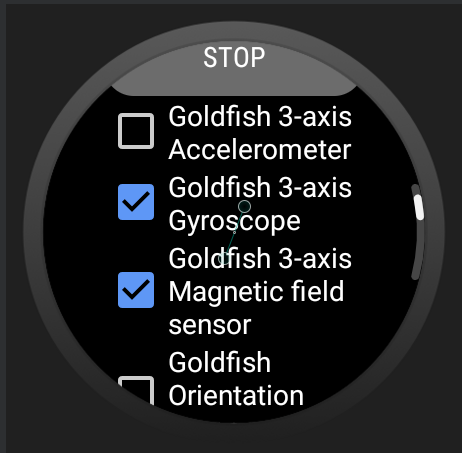 STOP
Goldfish 3-axis
Accelerometer
Goldfish 3-axis
Gyroscope
Goldfish 3-axis
Magnetic field
sensor
Goldfish
Orientation